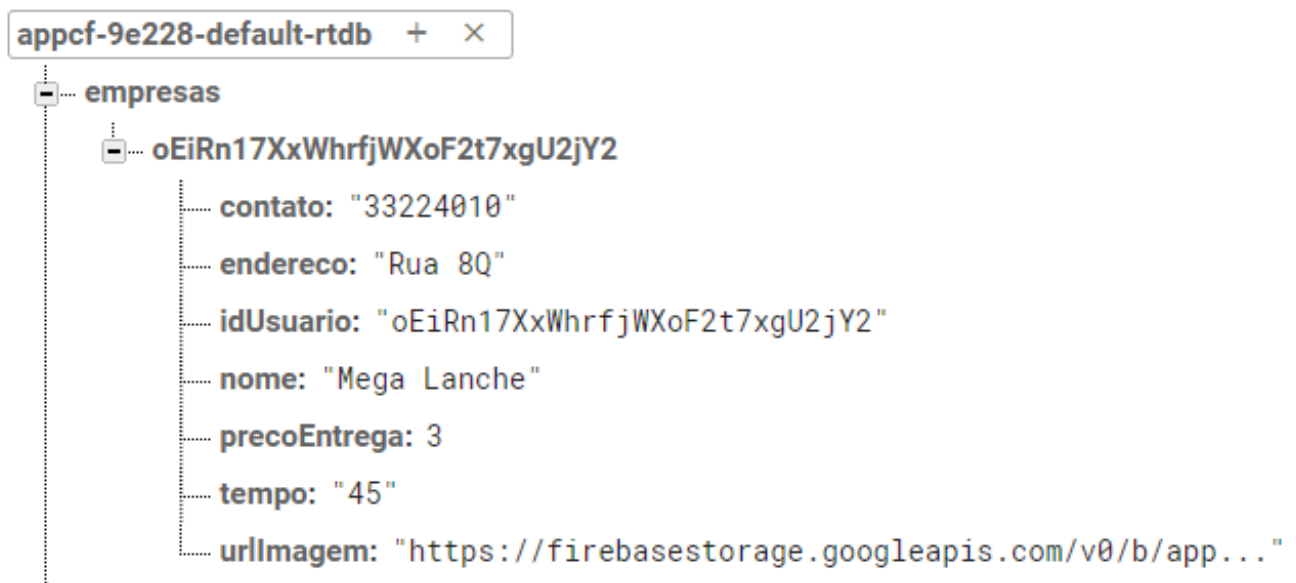 appcf-9e228-default-rtdb + ×
empresas
oEiRn17XxWhrfjWXoF2t7xgU2jY2
contato: "33224010"
endereco: "Rua 8Q"
idUsuario: "oEiRn17XxWhrfjWXoF2t7xgU2jY2"
nome: "Mega Lanche"
precoEntrega: 3
tempo: "45"
urlImagem: "https://firebasestorage.googleapis.com/v0/b/app..."